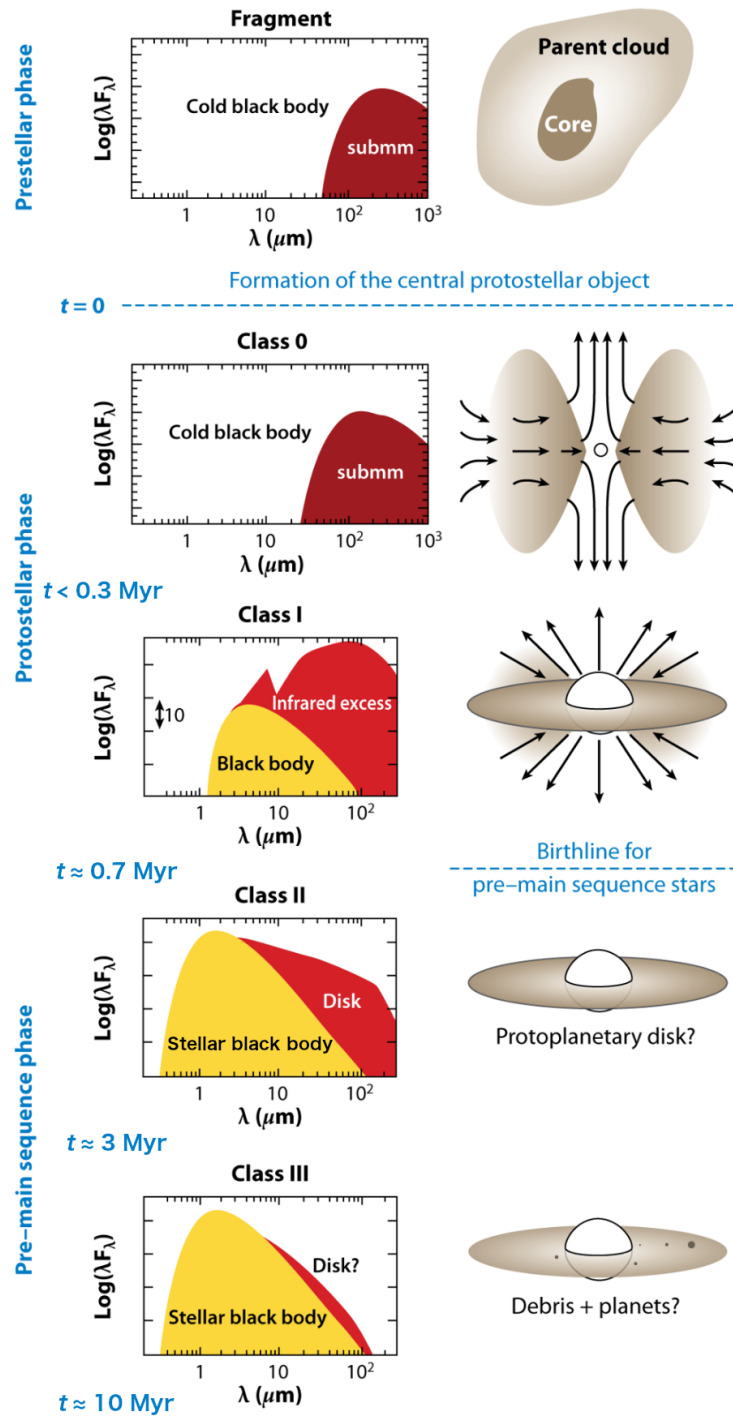 Fragment
Prestellar phase
Log(λFλ)
Cold black body
submm
1
10
10²
10³
λ (μm)
Parent cloud
Core
Formation of the central protostellar object
t = 0
Class 0
Protostellar phase
Log(λFλ)
Cold black body
submm
1
10
10²
10³
λ (μm)
t < 0.3 Myr
Class I
Log(λFλ)
10
Infrared excess
Black body
1
10
10²
λ (μm)
t ≈ 0.7 Myr
Birthline for
pre–main sequence stars
Class II
Pre–main sequence phase
Log(λFλ)
Disk
Stellar black body
1
10
10²
λ (μm)
Protoplanetary disk?
t ≈ 3 Myr
Class III
Log(λFλ)
Disk?
Stellar black body
1
10
10²
λ (μm)
Debris + planets?
t ≈ 10 Myr